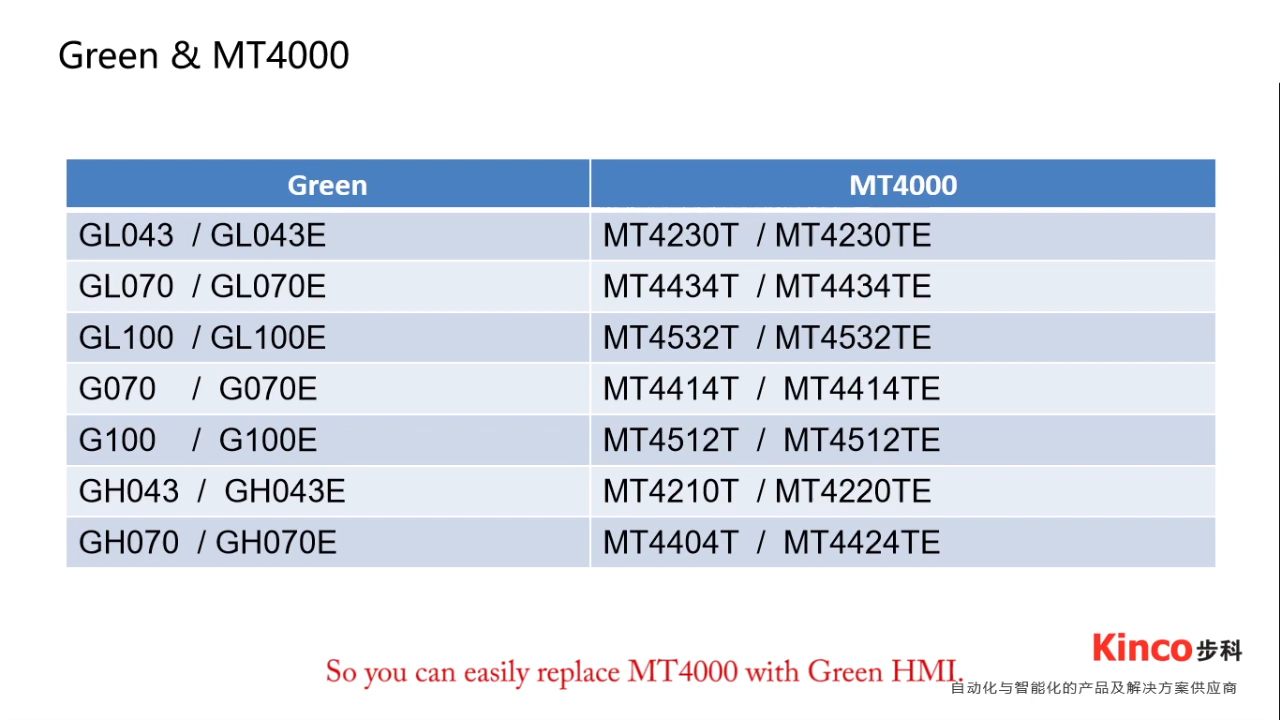 Green & MT4000
Green MT4000
GL043 / GL043E MT4230T / MT4230TE
GL070 / GL070E MT4434T / MT4434TE
GL100 / GL100E MT4532T / MT4532TE
G070 / G070E MT4414T / MT4414TE
G100 / G100E MT4512T / MT4512TE
GH043 / GH043E MT4210T / MT4220TE
GH070 / GH070E MT4404T / MT4424TE
Kinco步科
So you can easily replace MT4000 with Green HMI.
自动化与智能化的产品及解决方案供应商